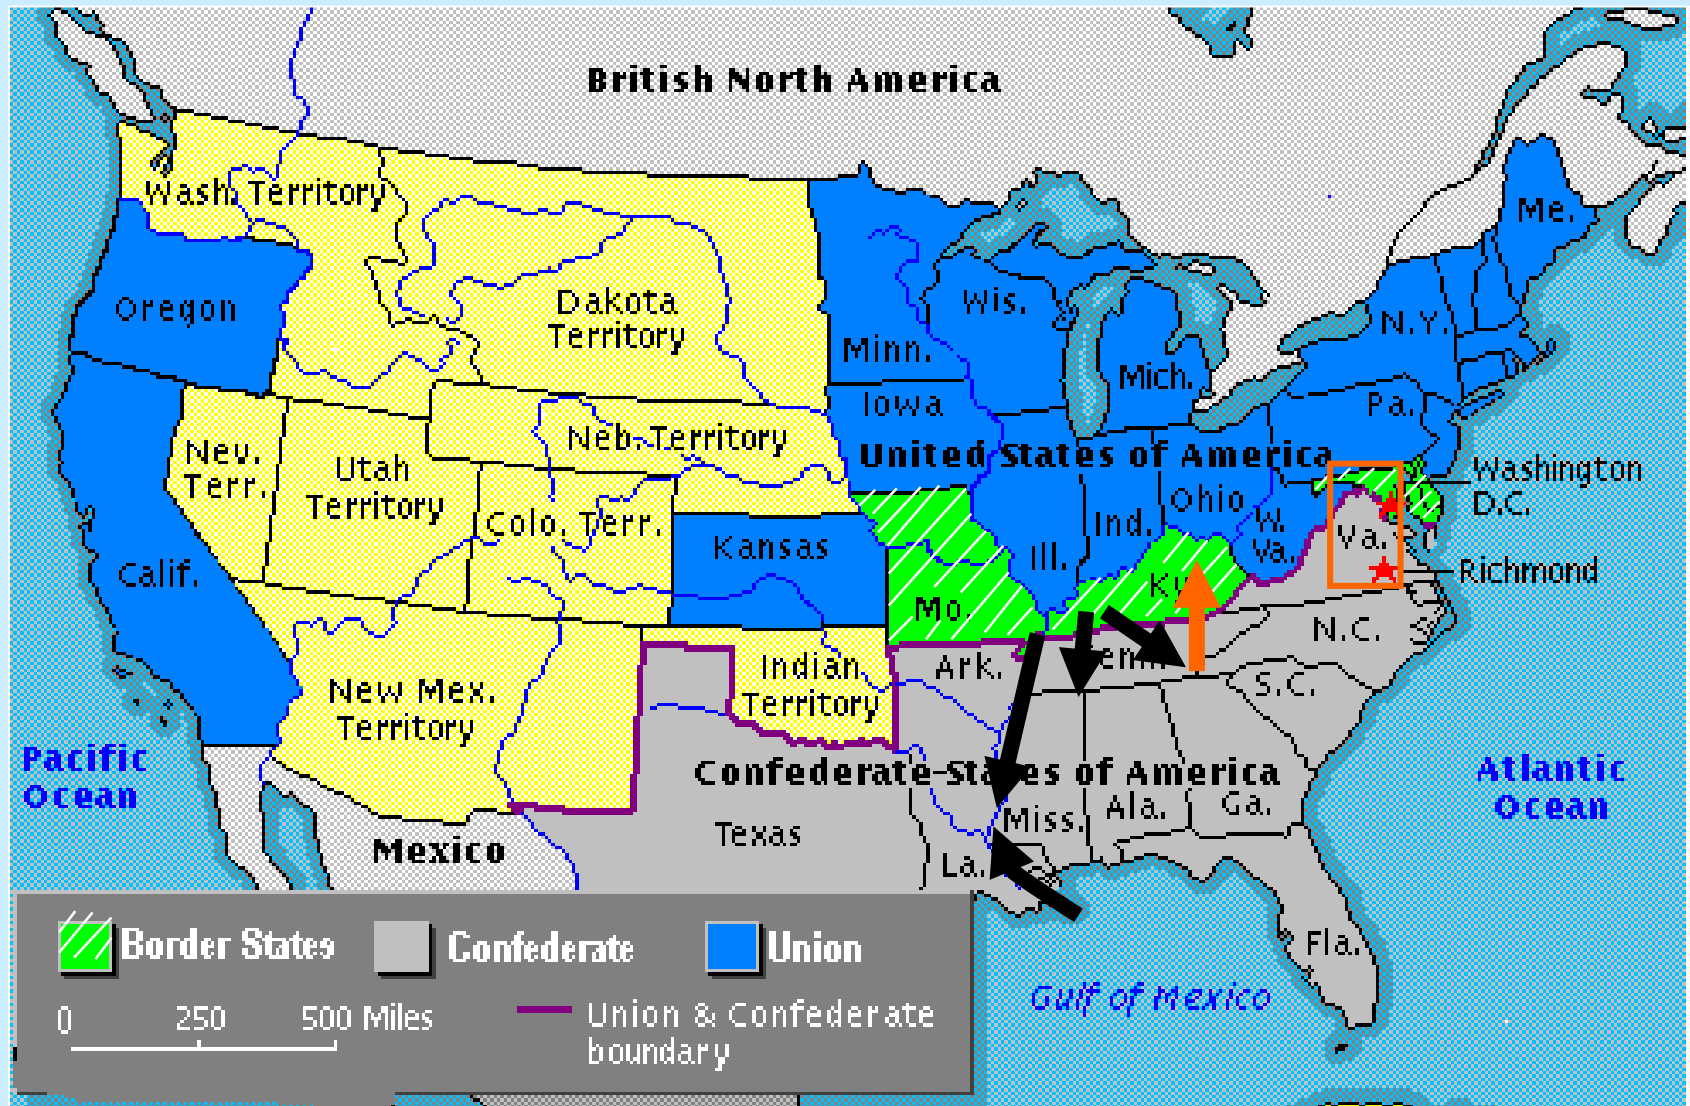 British North America
Wash. Territory
Me.
Oregon
Dakota
Territory
Wis.
N.Y.
Minn.
Mich.
Iowa
Pa.
Neb. Territory
Nev.
Terr.
Utah
Territory
United States of America
Washington
D.C.
Colo. Terr.
Kansas
Ohio
Ind.
Ill.
W.
Va.
Va.
Calif.
Richmond
Mo.
Ky
N.C.
Ark.
enn
S.C.
Indian
Territory
New Mex.
Territory
Pacific
Ocean
Confederate States of America
Atlantic
Ocean
Texas
Miss.
Ala.
Ga.
Mexico
La.
Fla.
Gulf of Mexico
Border States
Confederate
Union
0 250 500 Miles
Union & Confederate
boundary